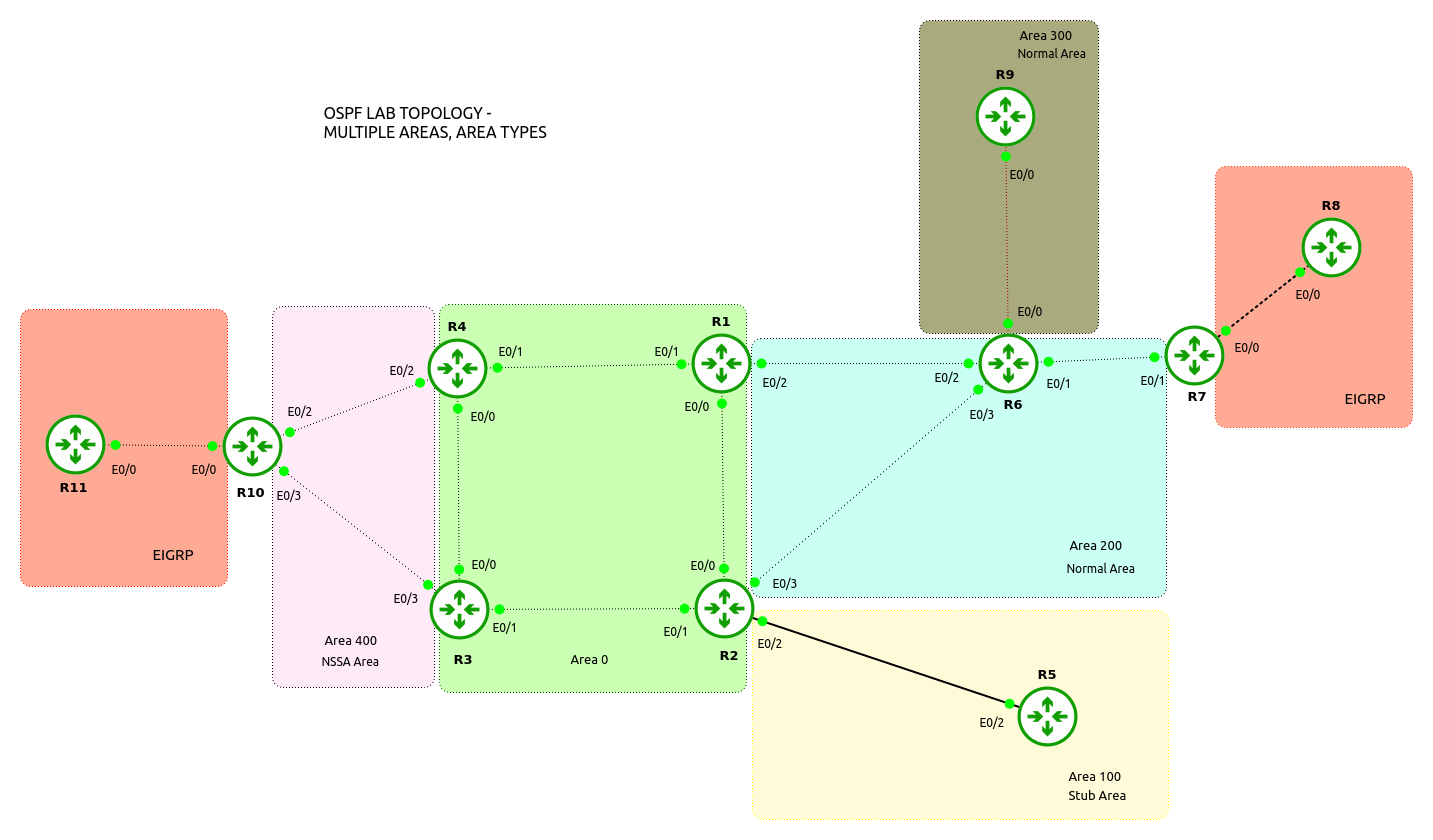 OSPF LAB TOPOLOGY -
MULTIPLE AREAS, AREA TYPES
Area 300
Normal Area
R9
E0/0
E0/0
R8
E0/0
E0/0
EIGRP
R7
E0/1
R6
E0/1
E0/2
E0/3
R1
E0/1
E0/2
E0/0
R4
E0/1
E0/2
E0/0
E0/2
R10
E0/0
E0/3
R11
E0/0
EIGRP
Area 400
NSSA Area
E0/3
E0/0
E0/1
R3
Area 0
E0/0
E0/1
R2
E0/3
E0/2
Area 200
Normal Area
R5
E0/2
Area 100
Stub Area